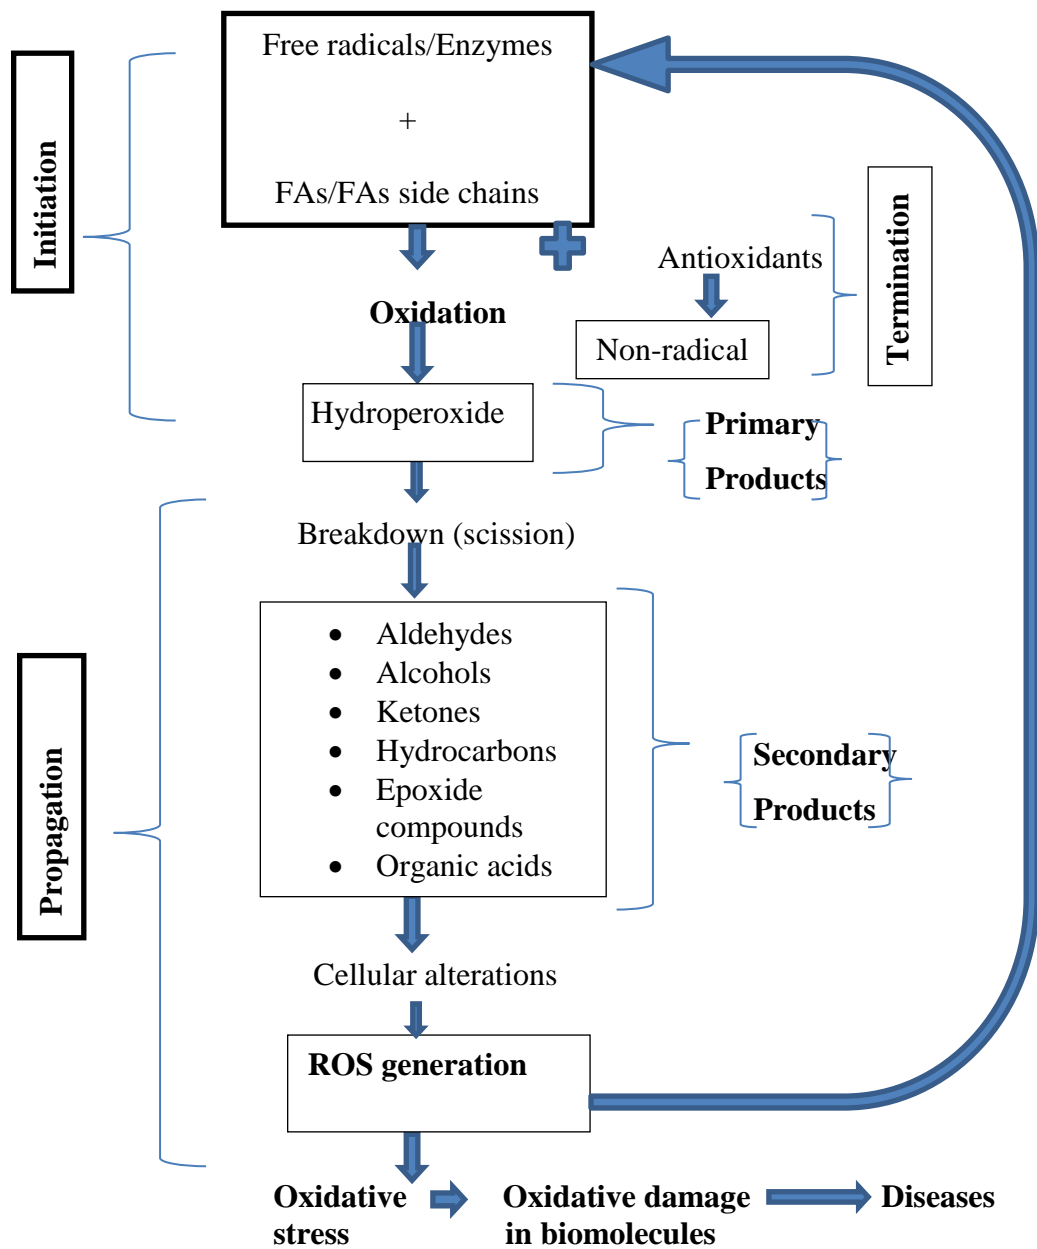 Free radicals/Enzymes
+
FAs/FAs side chains
Initiation
Antioxidants
Termination
Oxidation
Non-radical
Hydroperoxide
Primary
Products
Breakdown (scission)
• Aldehydes
• Alcohols
• Ketones
• Hydrocarbons
• Epoxide
compounds
• Organic acids
Secondary
Products
Propagation
Cellular alterations
ROS generation
Oxidative
stress
Oxidative damage
in biomolecules
Diseases